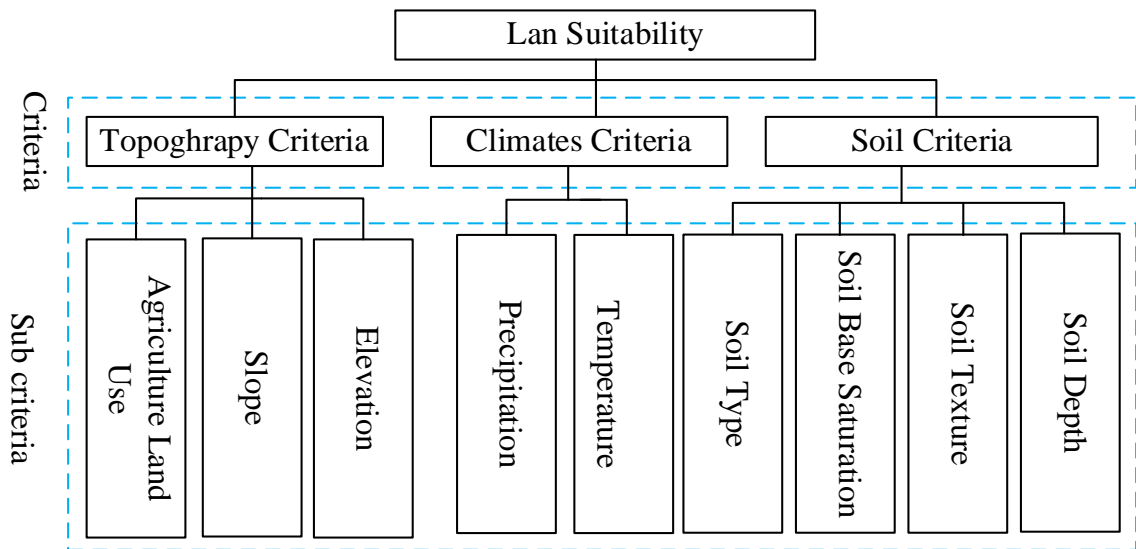 Lan Suitability
Criteria
Topoghrapy Criteria
Climates Criteria
Soil Criteria
Sub criteria
Agriculture Land
Use
Slope
Elevation
Precipitation
Temperature
Soil Type
Soil Base Saturation
Soil Texture
Soil Depth